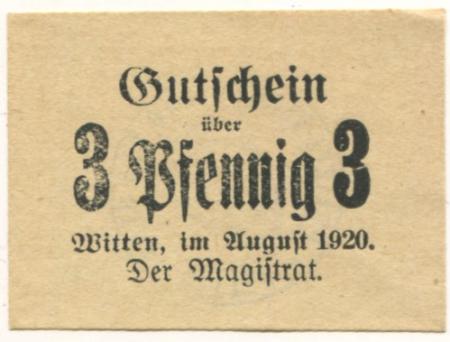 Gutschein
über
3 Pfennig 3
Witten, im August 1920.
Der Magistrat.